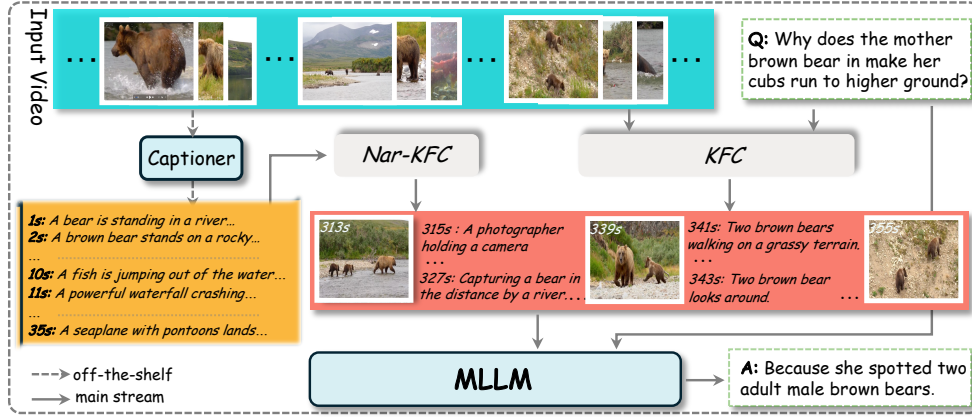 Input Video
Q: Why does the mother
brown bear in make her
cubs run to higher ground?
Captioner
Nar-KFC
KFC
1s: A bear is standing in a river...
2s: A brown bear stands on a rocky...
...
10s: A fish is jumping out of the water...
11s: A powerful waterfall crashing...
...
35s: A seaplane with pontoons lands...
313s
315s : A photographer
holding a camera
...
327s: Capturing a bear in
the distance by a river....
339s
341s: Two brown bears
walking on a grassy terrain.
...
343s: Two brown bear
looks around.
...
355s
off-the-shelf
main stream
MLLM
A: Because she spotted two
adult male brown bears.